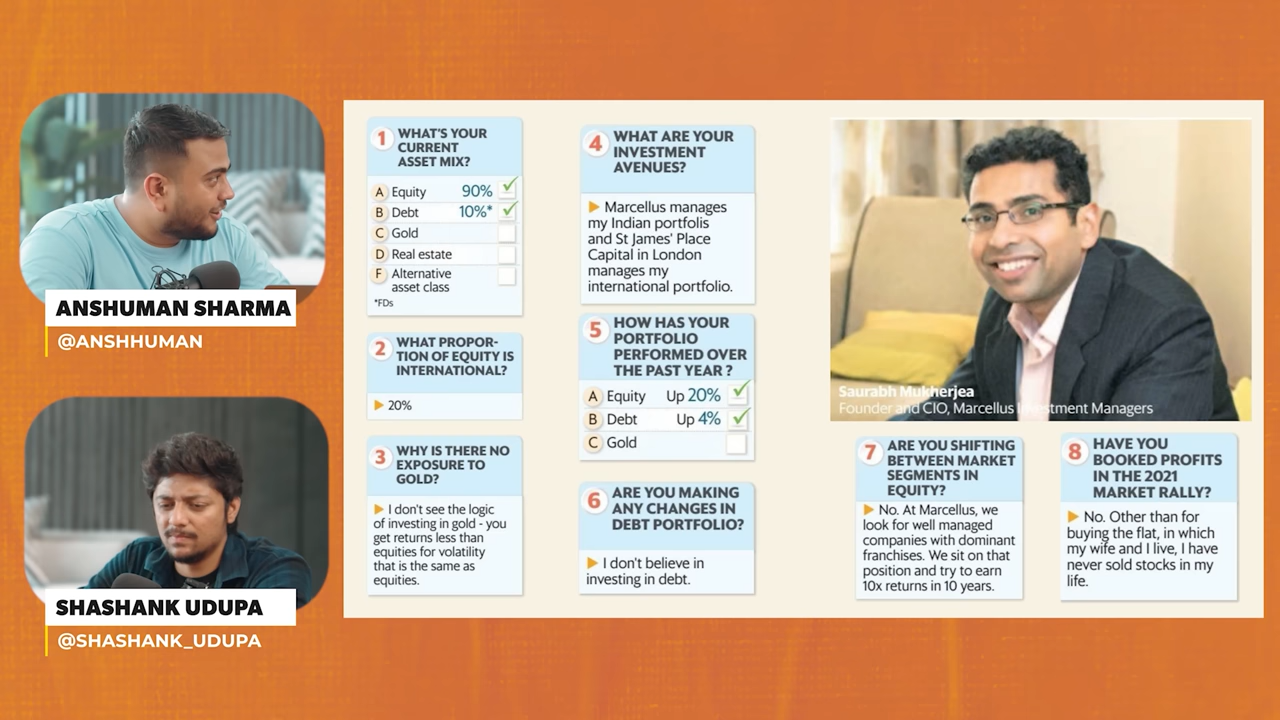 ANSHUMAN SHARMA
@ANSHHUMAN
SHASHANK UDUPA
@SHASHANK_UDUPA
1 WHAT'S YOUR
CURRENT
ASSET MIX?
A Equity 90%
B Debt 10%*
C Gold
D Real estate
F Alternative
asset class
*FDs
2 WHAT PROPOR-
TION OF EQUITY IS
INTERNATIONAL?
20%
3 WHY IS THERE NO
EXPOSURE TO
GOLD?
I don't see the logic
of investing in gold - you
get returns less than
equities for volatility
that is the same as
equities.
4 WHAT ARE YOUR
INVESTMENT
AVENUES?
Marcellus manages
my Indian portfolis
and St James' Place
Capital in London
manages my
international portfolio.
5 HOW HAS YOUR
PORTFOLIO
PERFORMED OVER
THE PAST YEAR ?
A Equity Up 20%
B Debt Up 4%
C Gold
6 ARE YOU MAKING
ANY CHANGES IN
DEBT PORTFOLIO?
I don't believe in
investing in debt.
Saurabh Mukherjea
Founder and CIO, Marcellus Investment Managers
7 ARE YOU SHIFTING
BETWEEN MARKET
SEGMENTS IN
EQUITY?
No. At Marcellus, we
look for well managed
companies with dominant
franchises. We sit on that
position and try to earn
10x returns in 10 years.
8 HAVE YOU
BOOKED PROFITS
IN THE 2021
MARKET RALLY?
No. Other than for
buying the flat, in which
my wife and I live, I have
never sold stocks in my
life.